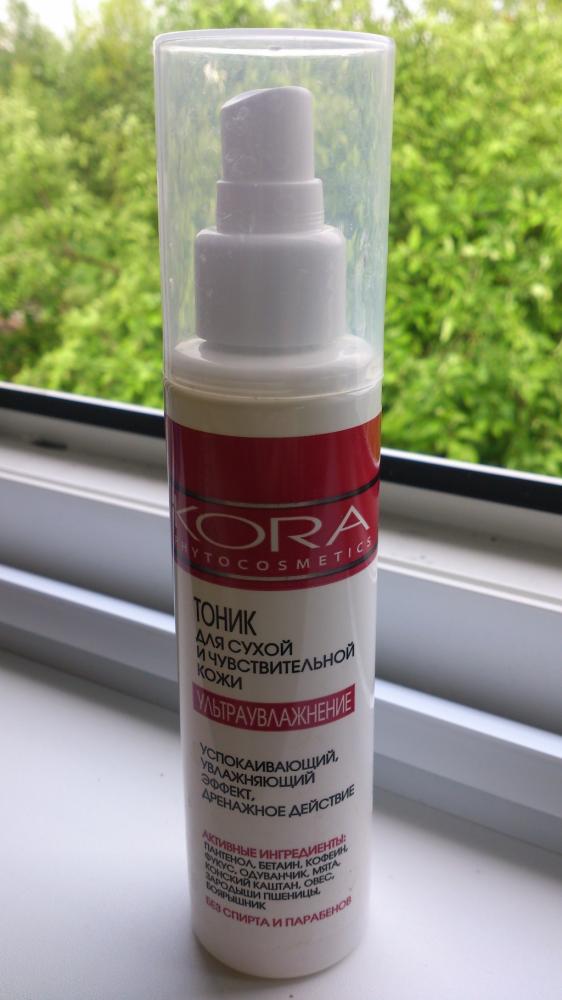 KORA
PHYTOCOSMETICS
ТОНИК
ДЛЯ СУХОЙ
И ЧУВСТВИТЕЛЬНОЙ
КОЖИ
УЛЬТРАУВЛАЖНЕНИЕ
УСПОКАИВАЮЩИЙ,
УВЛАЖНЯЮЩИЙ
ЭФФЕКТ,
ДРЕНАЖНОЕ ДЕЙСТВИЕ
АКТИВНЫЕ ИНГРЕДИЕНТЫ:
ПАНТЕНОЛ, БЕТАИН, КОФЕИН,
ФУКУС, ОДУВАНЧИК, МЯТА,
КОНСКИЙ КАШТАН, ОВЕС,
ЗАРОДЫШИ ПШЕНИЦЫ,
БОЯРЫШНИК
БЕЗ СПИРТА И ПАРАБЕНОВ